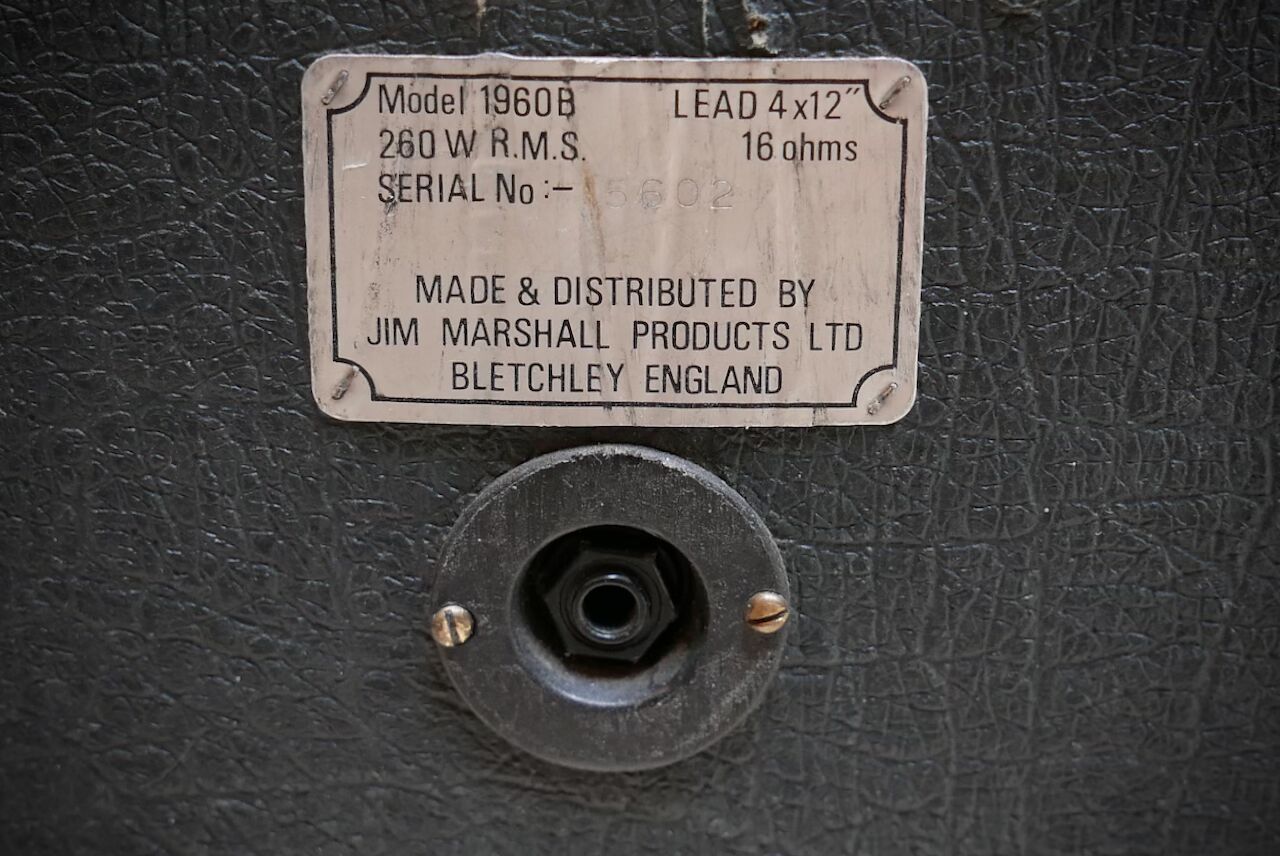 Model 1960B LEAD 4x12"
260 W R.M.S. 16 ohms
SERIAL No :- 5602
MADE & DISTRIBUTED BY
JIM MARSHALL PRODUCTS LTD
BLETCHLEY ENGLAND